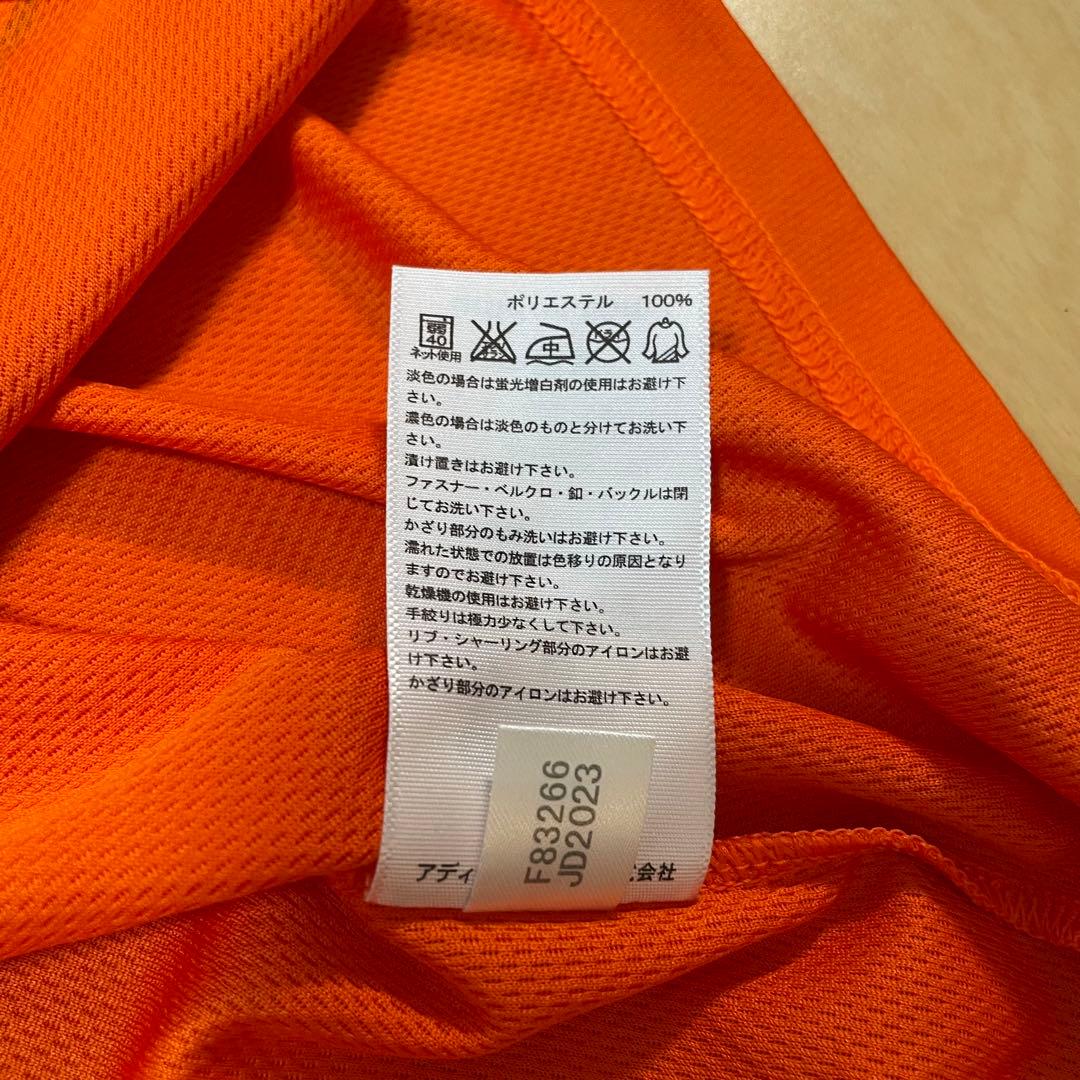 ポリエステル 100%
弱
40
ネット使用
中
淡色の場合は蛍光増白剤の使用はお避け下
さい。
濃色の場合は淡色のものと分けてお洗い下
さい。
漬け置きはお避け下さい。
ファスナー・ベルクロ・釦・バックルは閉
じてお洗い下さい。
かざり部分のもみ洗いはお避け下さい。
濡れた状態での放置は色移りの原因となり
ますのでお避け下さい。
乾燥機の使用はお避け下さい。
手絞りは極力少なくして下さい。
リブ・シャーリング部分のアイロンはお避
け下さい。
かざり部分のアイロンはお避け下さい。
F83266
JD2023
アディ 会社